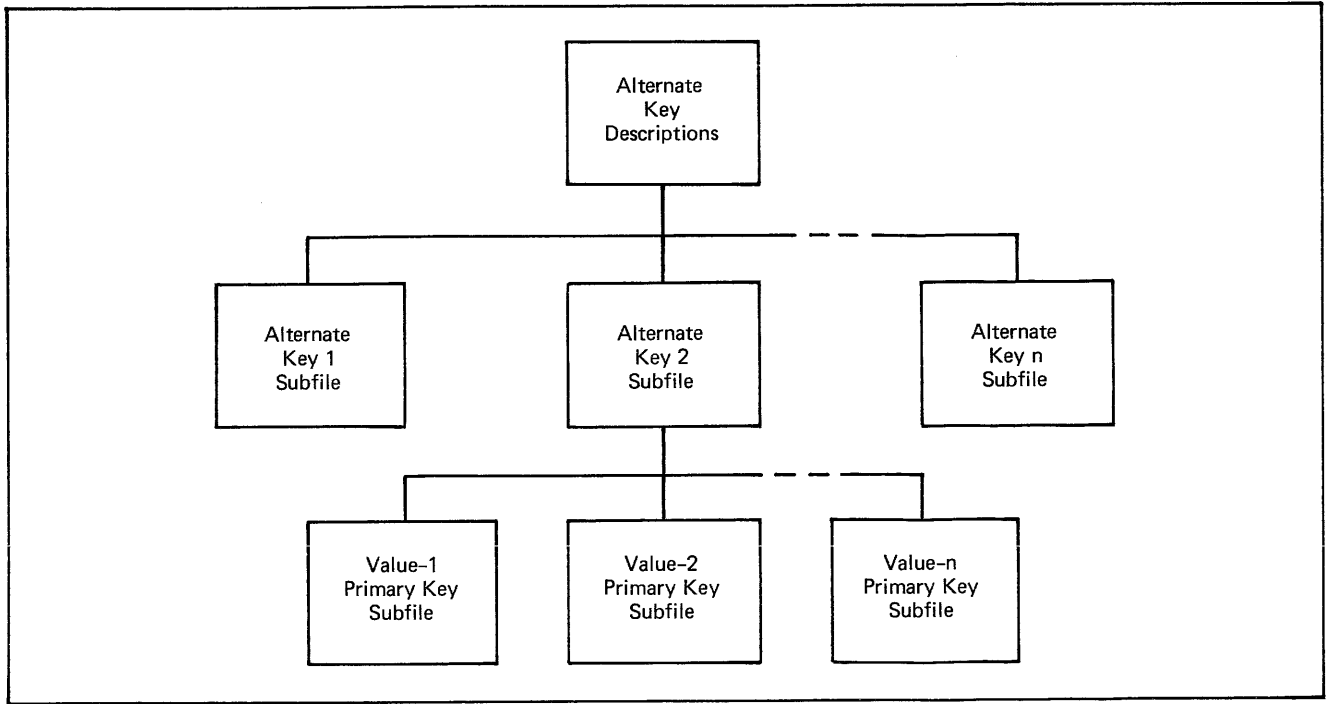 Alternate
Key
Descriptions
Alternate
Key 1
Subfile
Alternate
Key 2
Subfile
Alternate
Key n
Subfile
Value-1
Primary Key
Subfile
Value-2
Primary Key
Subfile
Value-n
Primary Key
Subfile